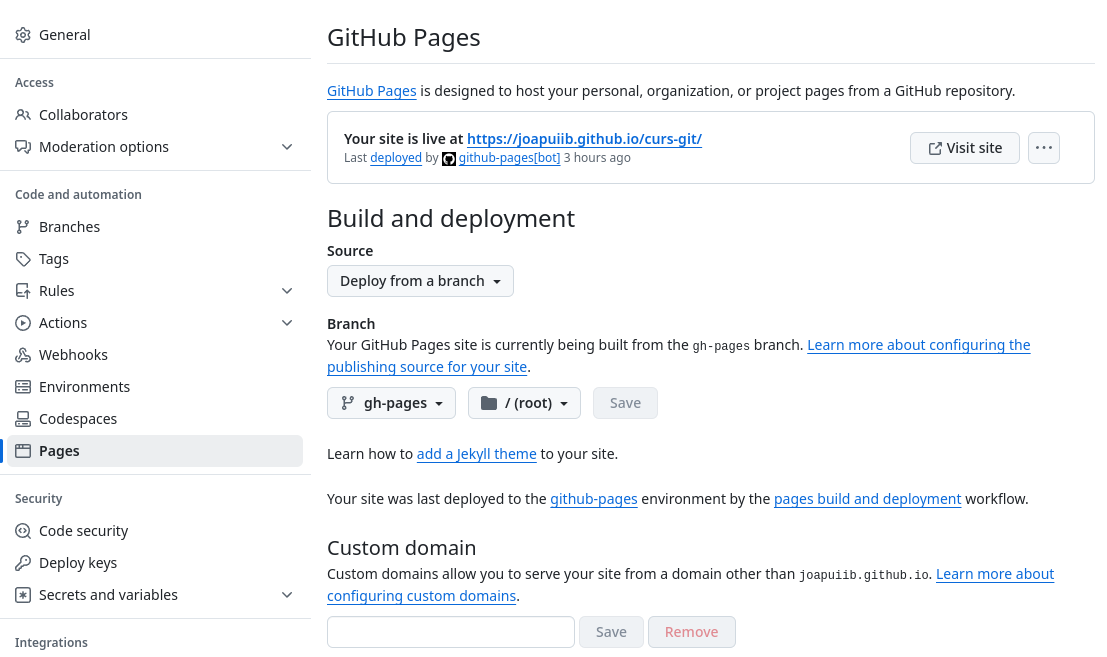 General
Access
Collaborators
Moderation options
Code and automation
Branches
Tags
Rules
Actions
Webhooks
Environments
Codespaces
Pages
Security
Code security
Deploy keys
Secrets and variables
Integrations
GitHub Pages
GitHub Pages is designed to host your personal, organization, or project pages from a GitHub repository.
Your site is live at https://joapuiib.github.io/curs-git/
Last deployed by github-pages[bot] 3 hours ago
Visit site
Build and deployment
Source
Deploy from a branch
Branch
Your GitHub Pages site is currently being built from the gh-pages branch. Learn more about configuring the
publishing source for your site.
gh-pages / (root) Save
Learn how to add a Jekyll theme to your site.
Your site was last deployed to the github-pages environment by the pages build and deployment workflow.
Custom domain
Custom domains allow you to serve your site from a domain other than joapuiib.github.io. Learn more about
configuring custom domains.
Save Remove